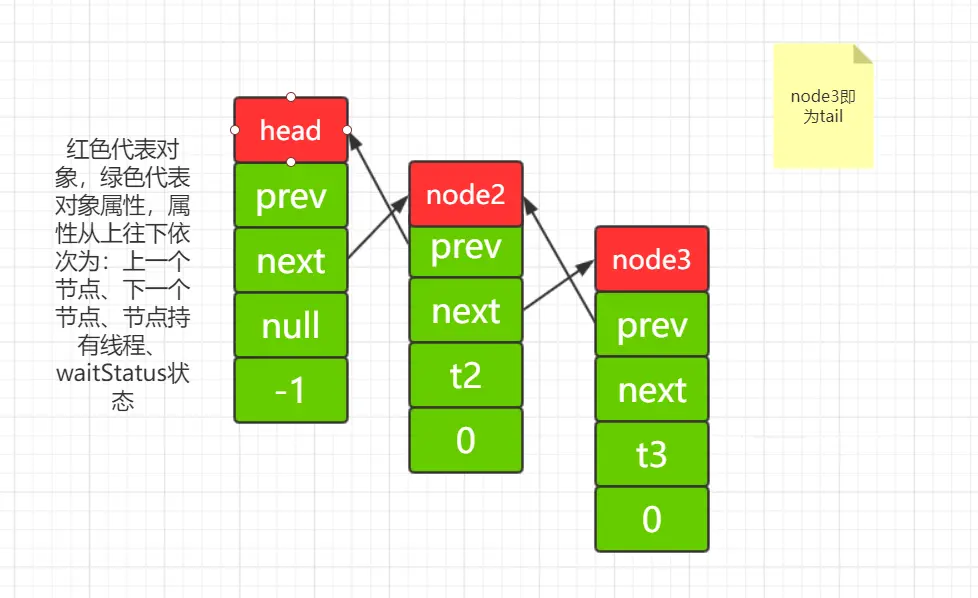 红色代表对
象，绿色代表
对象属性，属
性从上往下依
次为：上一个
节点、下一个
节点、节点持
有线程、
waitStatus状
态
head
prev
next
null
-1
node2
prev
next
t2
0
node3
prev
next
t3
0
node3即
为tail